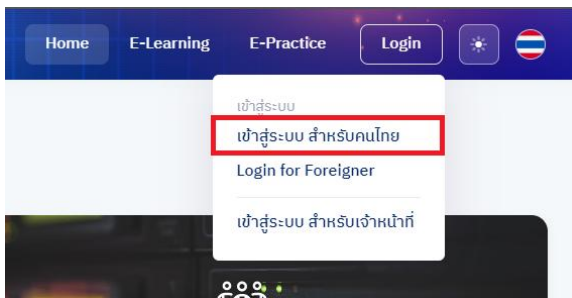 Home E-Learning E-Practice Login
เข้าสู่ระบบ
เข้าสู่ระบบ สำหรับคนไทย
Login for Foreigner
เข้าสู่ระบบ สำหรับเจ้าหน้าที่